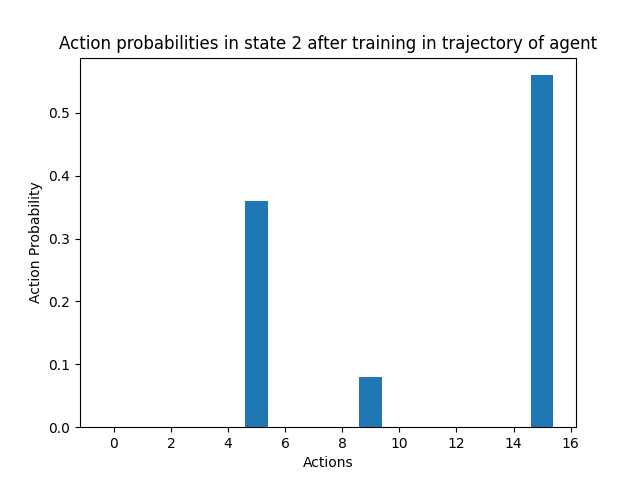 Action probabilities in state 2 after training in trajectory of agent
Action Probability
0.5
0.4
0.3
0.2
0.1
0.0
0 2 4 6 8 10 12 14 16
Actions